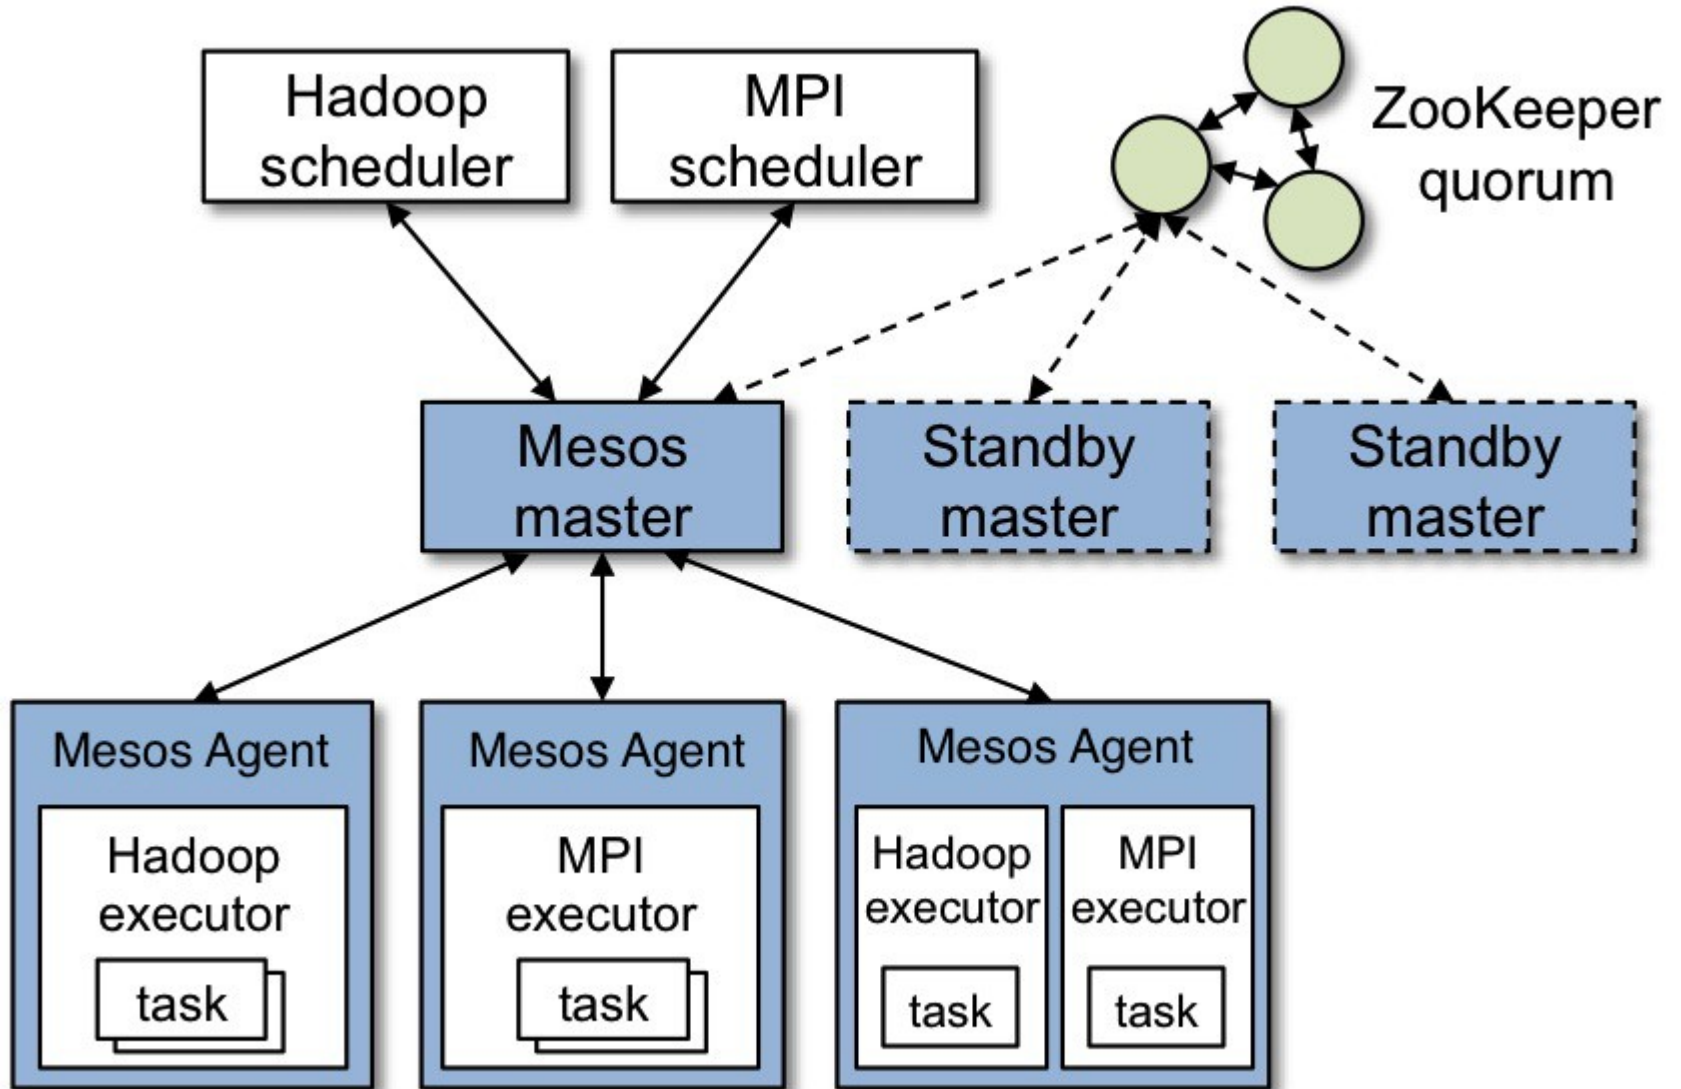 Hadoop
scheduler
MPI
scheduler
ZooKeeper
quorum
Mesos
master
Standby
master
Standby
master
Mesos Agent
Hadoop
executor
task
Mesos Agent
MPI
executor
task
Mesos Agent
Hadoop
executor
task
MPI
executor
task